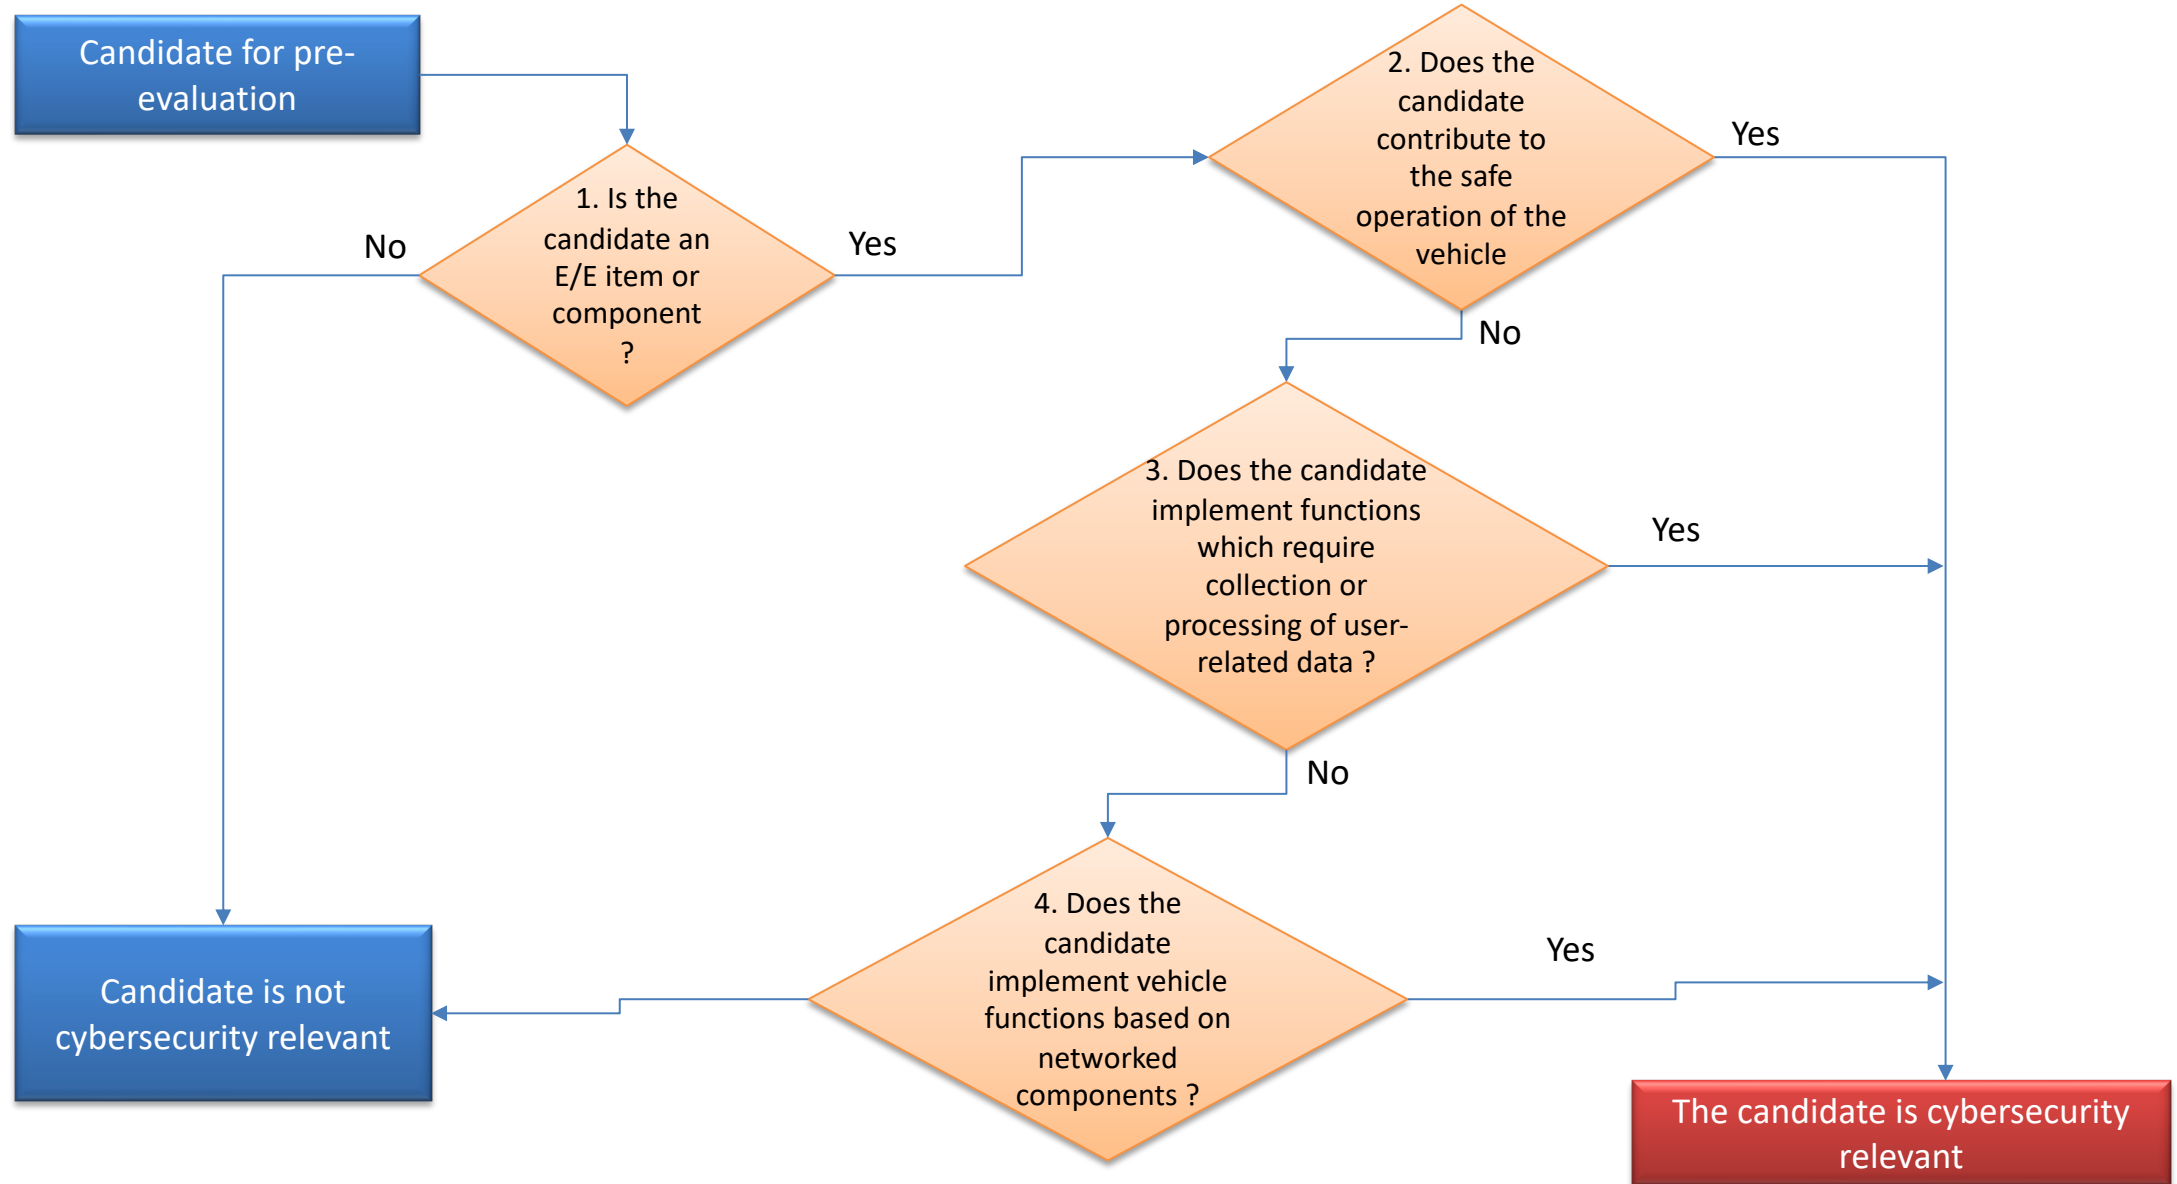 Candidate for pre-
evaluation
1. Is the
candidate an
E/E item or
component
?
No
Yes
2. Does the
candidate
contribute to
the safe
operation of the
vehicle
Yes
No
3. Does the candidate
implement functions
which require
collection or
processing of user-
related data ?
Yes
No
4. Does the
candidate
implement vehicle
functions based on
networked
components ?
Yes
Candidate is not
cybersecurity relevant
The candidate is cybersecurity
relevant